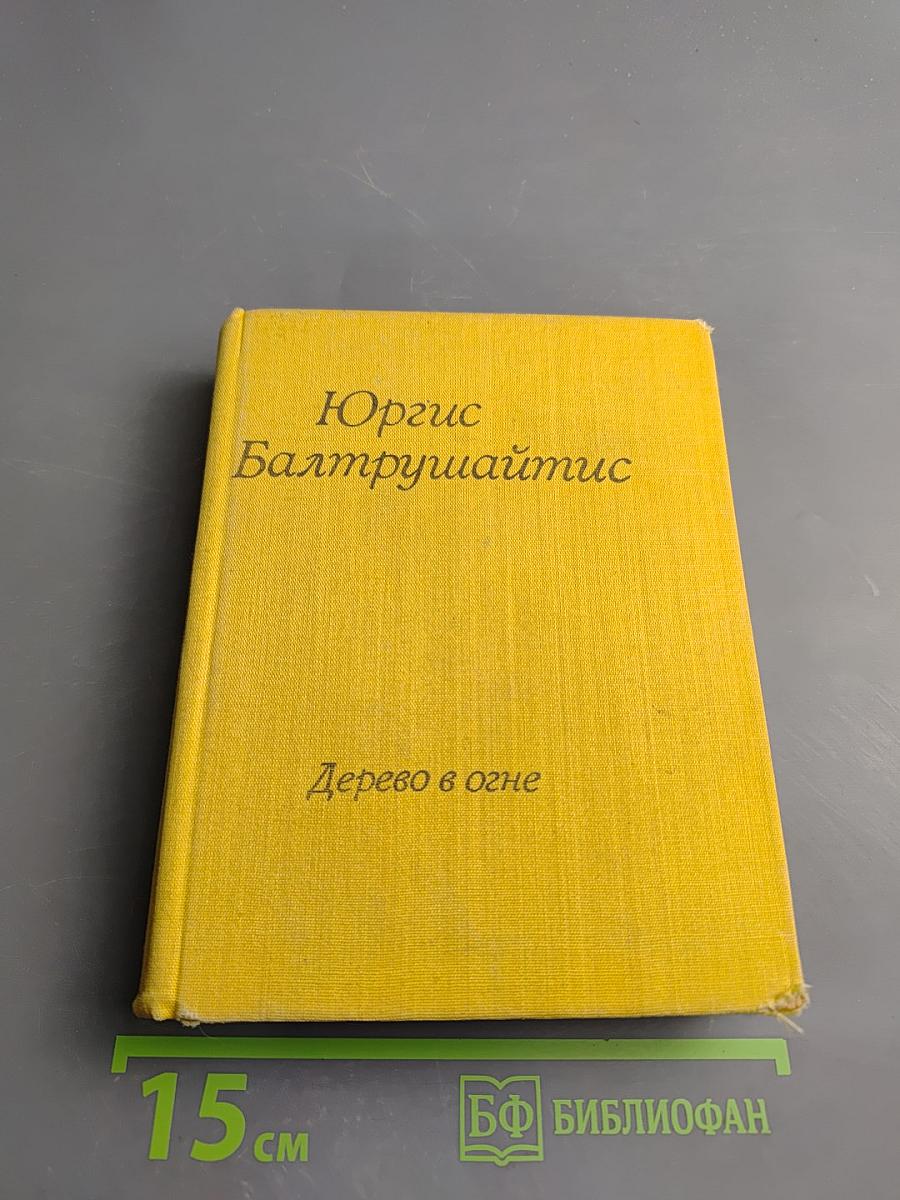 Юргис
Балтрушайтис
Дерево в огне
15 см
БФ БИБЛИОФАН